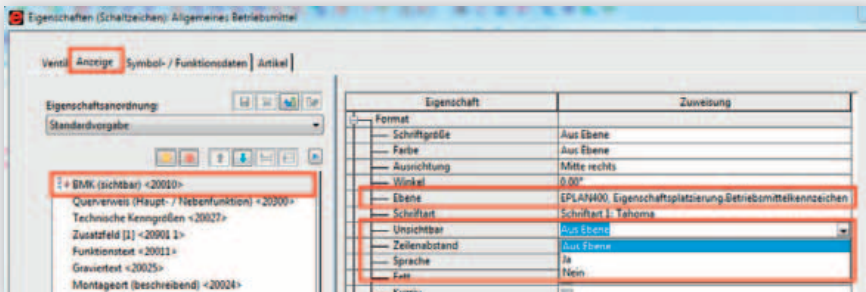 Eigenschaften (Schaltzeichen): Allgemeines Betriebsmittel
Ventil Anzeige Symbol- / Funktionsdaten Artikel
Eigenschaftsanordnung:
Standardvorgabe
BMK (sichtbar) <20010>
Querverweis (Haupt- / Nebenfunktion) <20300>
Technische Kenngrößen <20027>
Zusatzfeld [1] <20901 1>
Funktionstext <20011>
Graviertext <20025>
Montageort (beschreibend) <20024>
Eigenschaft Zuweisung
Format
Schriftgröße Aus Ebene
Farbe Aus Ebene
Ausrichtung Mitte rechts
Winkel 0.00°
Ebene EPLAN400, Eigenschaftsplatzierung.Betriebsmittelkennzeichen
Schriftart Schriftart 1: Tahoma
Unsichtbar Aus Ebene
Zeilenabstand Aus Ebene
Sprache Ja
Fett Nein
Kursiv